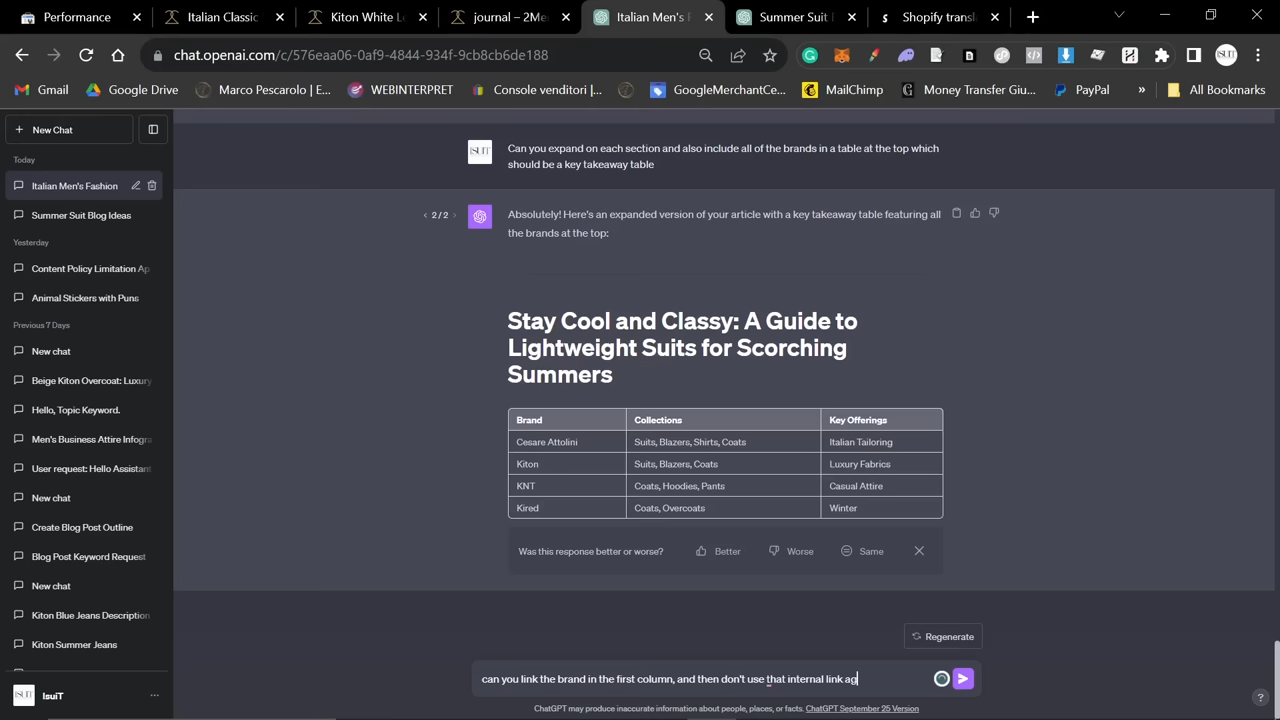 Performance
Italian Classic
Kiton White L
journal – 2Me
Italian Men's F
Summer Suit
Shopify transl
chat.openai.com/c/576eaa06-0af9-4844-934f-9cb8cb6de188
Gmail
Google Drive
Marco Pescarolo | E...
WEBINTERPRET
Console venditori |...
GoogleMerchantCe...
MailChimp
Money Transfer Giu...
PayPal
»
All Bookmarks
New Chat
Today
Italian Men's Fashion
Summer Suit Blog Ideas
Yesterday
Content Policy Limitation Ap
Animal Stickers with Puns
Previous 7 Days
New chat
Beige Kiton Overcoat: Luxury
Hello, Topic Keyword.
Men's Business Attire Infogra
User request: Hello Assistant
New chat
Create Blog Post Outline
Blog Post Keyword Request
New chat
Kiton Blue Jeans Description
Kiton Summer Jeans
IsuiT
Can you expand on each section and also include all of the brands in a table at the top which
should be a key takeaway table
2/2
Absolutely! Here's an expanded version of your article with a key takeaway table featuring all
the brands at the top:
Stay Cool and Classy: A Guide to
Lightweight Suits for Scorching
Summers
Brand Collections Key Offerings
Cesare Attolini Suits, Blazers, Shirts, Coats Italian Tailoring
Kiton Suits, Blazers, Coats Luxury Fabrics
KNT Coats, Hoodies, Pants Casual Attire
Kired Coats, Overcoats Winter
Was this response better or worse? Better Worse Same
Regenerate
can you link the brand in the first column, and then don't use that internal link ag
ChatGPT may produce inaccurate information about people, places, or facts. ChatGPT September 25 Version